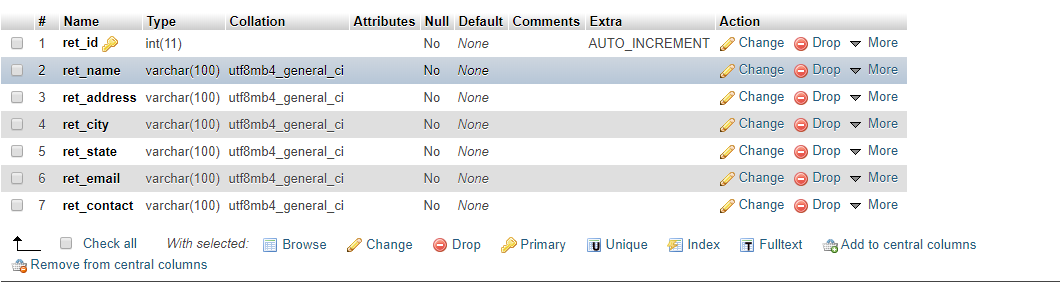 # Name Type Collation Attributes Null Default Comments Extra Action
1 ret_id int(11) No None AUTO_INCREMENT Change Drop More
2 ret_name varchar(100) utf8mb4_general_ci No None Change Drop More
3 ret_address varchar(100) utf8mb4_general_ci No None Change Drop More
4 ret_city varchar(100) utf8mb4_general_ci No None Change Drop More
5 ret_state varchar(100) utf8mb4_general_ci No None Change Drop More
6 ret_email varchar(100) utf8mb4_general_ci No None Change Drop More
7 ret_contact varchar(100) utf8mb4_general_ci No None Change Drop More
Check all With selected: Browse Change Drop Primary U Unique Index T Fulltext Add to central columns
Remove from central columns